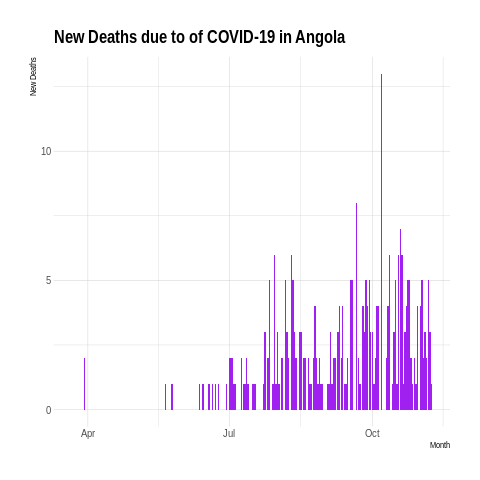 New Deaths due to of COVID-19 in Angola
New Deaths
10
5
0
Apr
Jul
Oct
Month